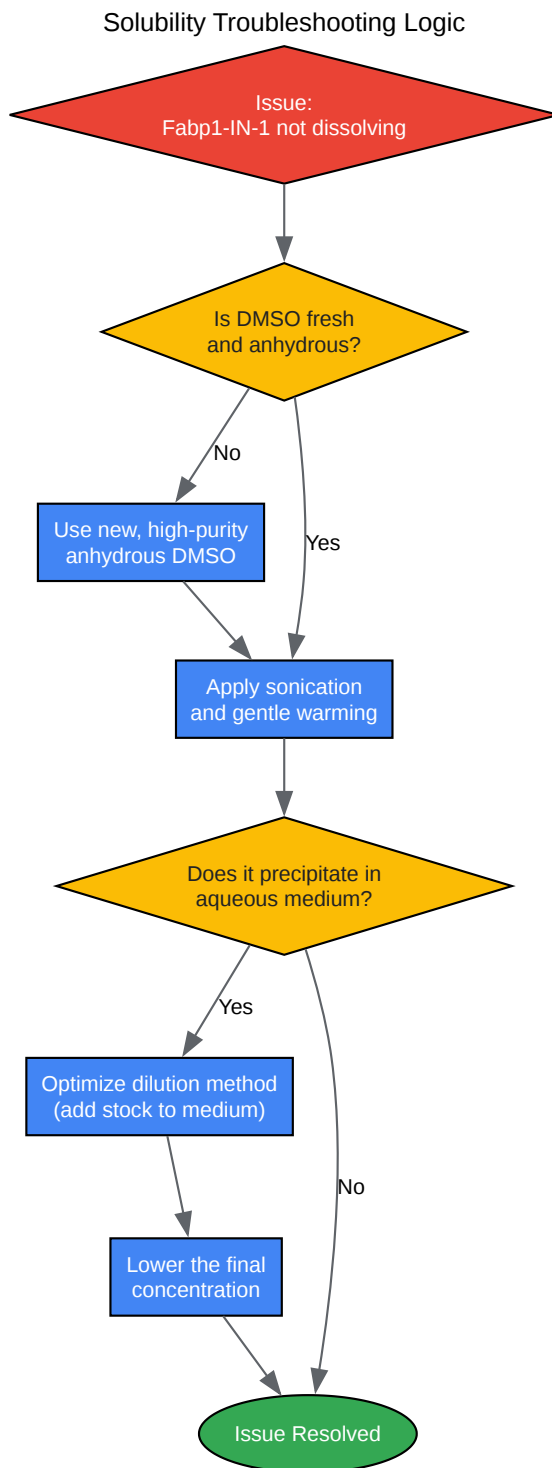 Solubility Troubleshooting Logic
Issue:
Fabp1-IN-1 not dissolving
Is DMSO fresh
and anhydrous?
No
Use new, high-purity
anhydrous DMSO
Yes
Apply sonication
and gentle warming
Does it precipitate in
aqueous medium?
Yes
Optimize dilution method
(add stock to medium)
No
Lower the final
concentration
Issue Resolved